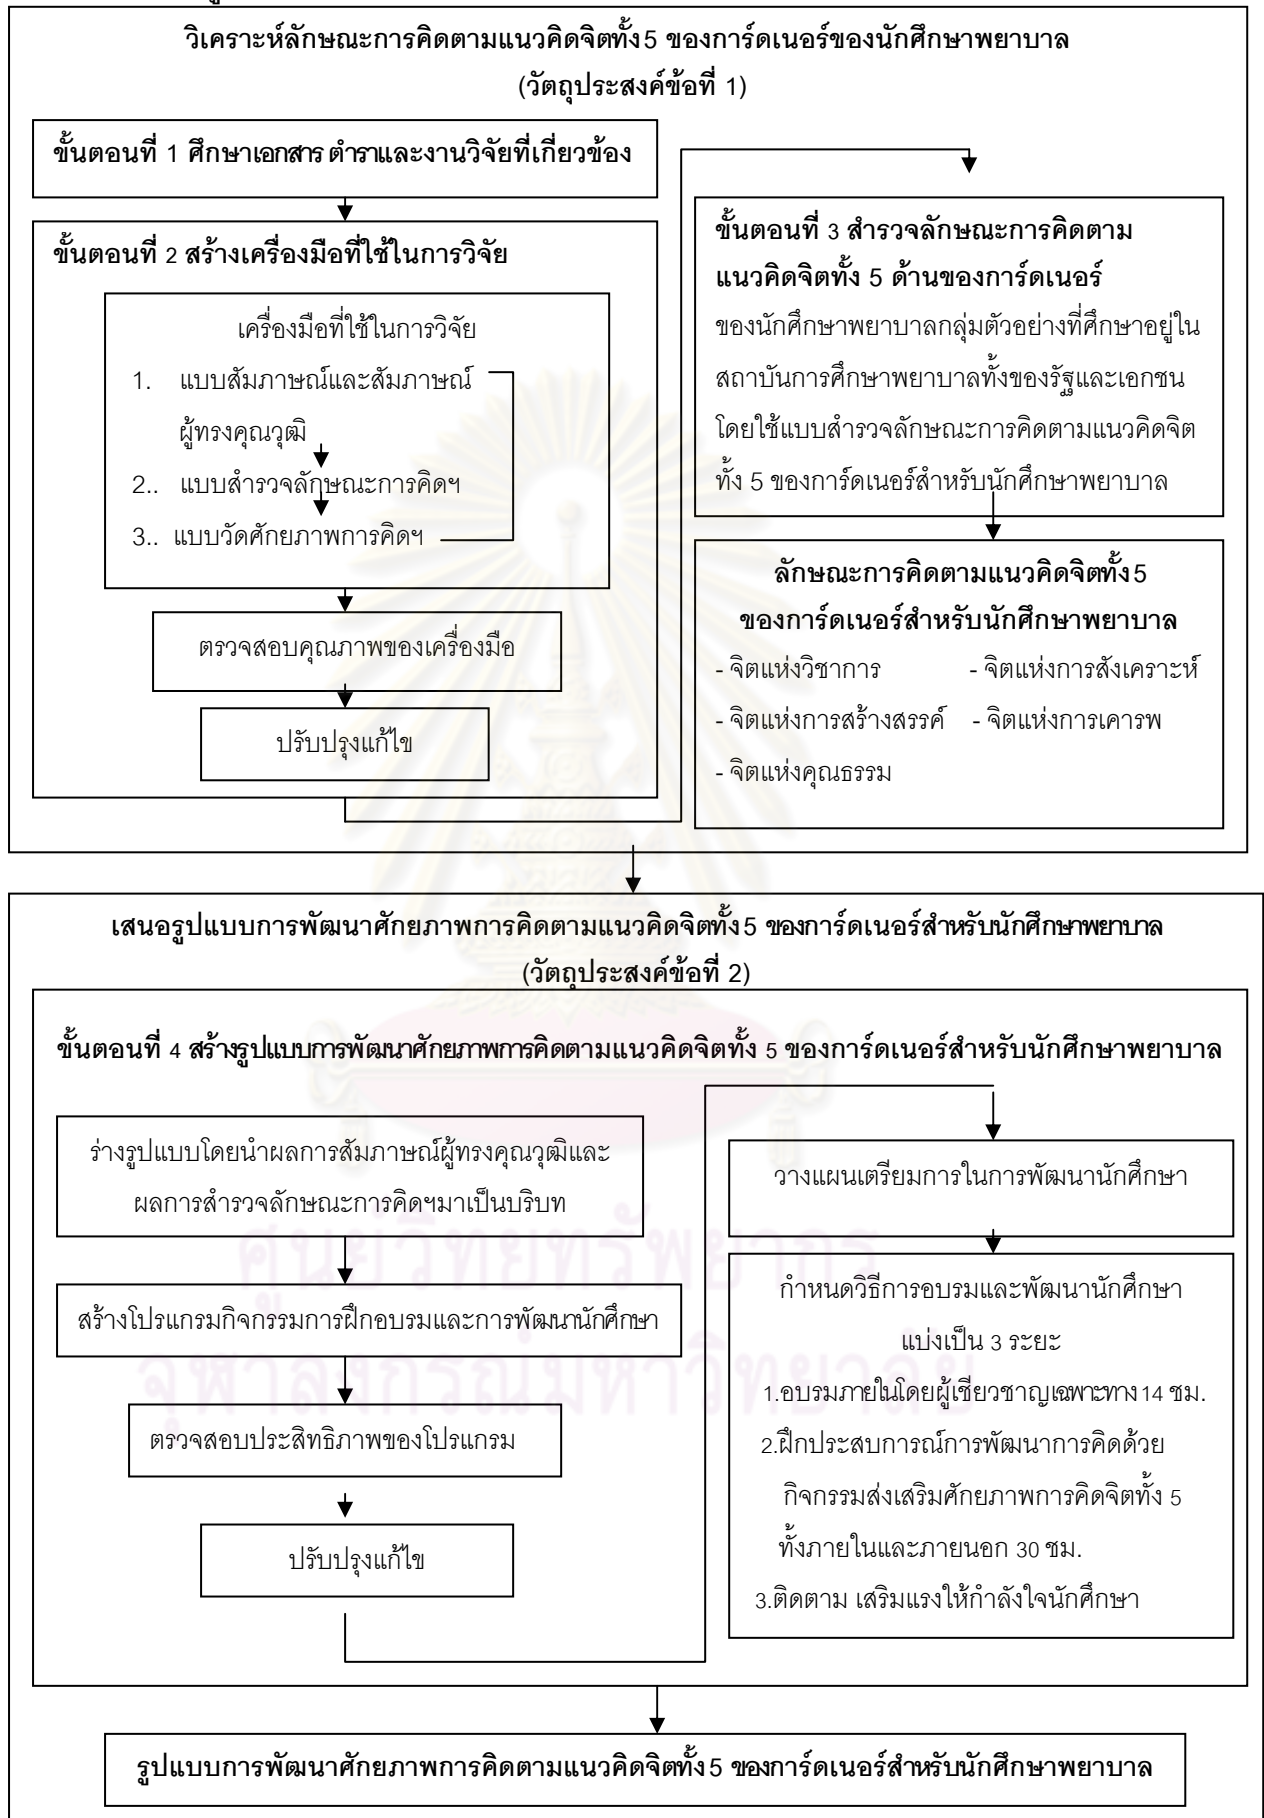 วิเคราะห์ลักษณะการคิดตามแนวคิดจิตทั้ง5 ของการ์ดเนอร์ของนักศึกษาพยาบาล
(วัตถุประสงค์ข้อที่ 1)
ขั้นตอนที่ 1 ศึกษาเอกสาร ตำราและงานวิจัยที่เกี่ยวข้อง
ขั้นตอนที่ 2 สร้างเครื่องมือที่ใช้ในการวิจัย
เครื่องมือที่ใช้ในการวิจัย
1. แบบสัมภาษณ์และสัมภาษณ์
ผู้ทรงคุณวุฒิ
2.. แบบสำรวจลักษณะการคิดฯ
3.. แบบวัดศักยภาพการคิดฯ
ตรวจสอบคุณภาพของเครื่องมือ
ปรับปรุงแก้ไข
ขั้นตอนที่ 3 สำรวจลักษณะการคิดตาม
แนวคิดจิตทั้ง 5 ด้านของการ์ดเนอร์
ของนักศึกษาพยาบาลกลุ่มตัวอย่างที่ศึกษาอยู่ใน
สถาบันการศึกษาพยาบาลทั้งของรัฐและเอกชน
โดยใช้แบบสำรวจลักษณะการคิดตามแนวคิดจิต
ทั้ง 5 ของการ์ดเนอร์สำหรับนักศึกษาพยาบาล
ลักษณะการคิดตามแนวคิดจิตทั้ง5
ของการ์ดเนอร์สำหรับนักศึกษาพยาบาล
- จิตแห่งวิชาการ - จิตแห่งการสังเคราะห์
- จิตแห่งการสร้างสรรค์ - จิตแห่งการเคารพ
- จิตแห่งคุณธรรม
เสนอรูปแบบการพัฒนาศักยภาพการคิดตามแนวคิดจิตทั้ง5 ของการ์ดเนอร์สำหรับนักศึกษาพยาบาล
(วัตถุประสงค์ข้อที่ 2)
ขั้นตอนที่ 4 สร้างรูปแบบการพัฒนาศักยภาพการคิดตามแนวคิดจิตทั้ง 5 ของการ์ดเนอร์สำหรับนักศึกษาพยาบาล
ร่างรูปแบบโดยนำผลการสัมภาษณ์ผู้ทรงคุณวุฒิและ
ผลการสำรวจลักษณะการคิดฯมาเป็นบริบท
สร้างโปรแกรมกิจกรรมการฝึกอบรมและการพัฒนานักศึกษา
ตรวจสอบประสิทธิภาพของโปรแกรม
ปรับปรุงแก้ไข
วางแผนเตรียมการในการพัฒนานักศึกษา
กำหนดวิธีการอบรมและพัฒนานักศึกษา
แบ่งเป็น 3 ระยะ
1.อบรมภายในโดยผู้เชี่ยวชาญเฉพาะทาง14 ชม.
2.ฝึกประสบการณ์การพัฒนาการคิดด้วย
กิจกรรมส่งเสริมศักยภาพการคิดจิตทั้ง 5
ทั้งภายในและภายนอก 30 ชม.
3.ติดตาม เสริมแรงให้กำลังใจนักศึกษา
รูปแบบการพัฒนาศักยภาพการคิดตามแนวคิดจิตทั้ง5 ของการ์ดเนอร์สำหรับนักศึกษาพยาบาล
ศูนย์วิทยทรัพยากร
จุฬาลงกรณ์มหาวิทยาลัย